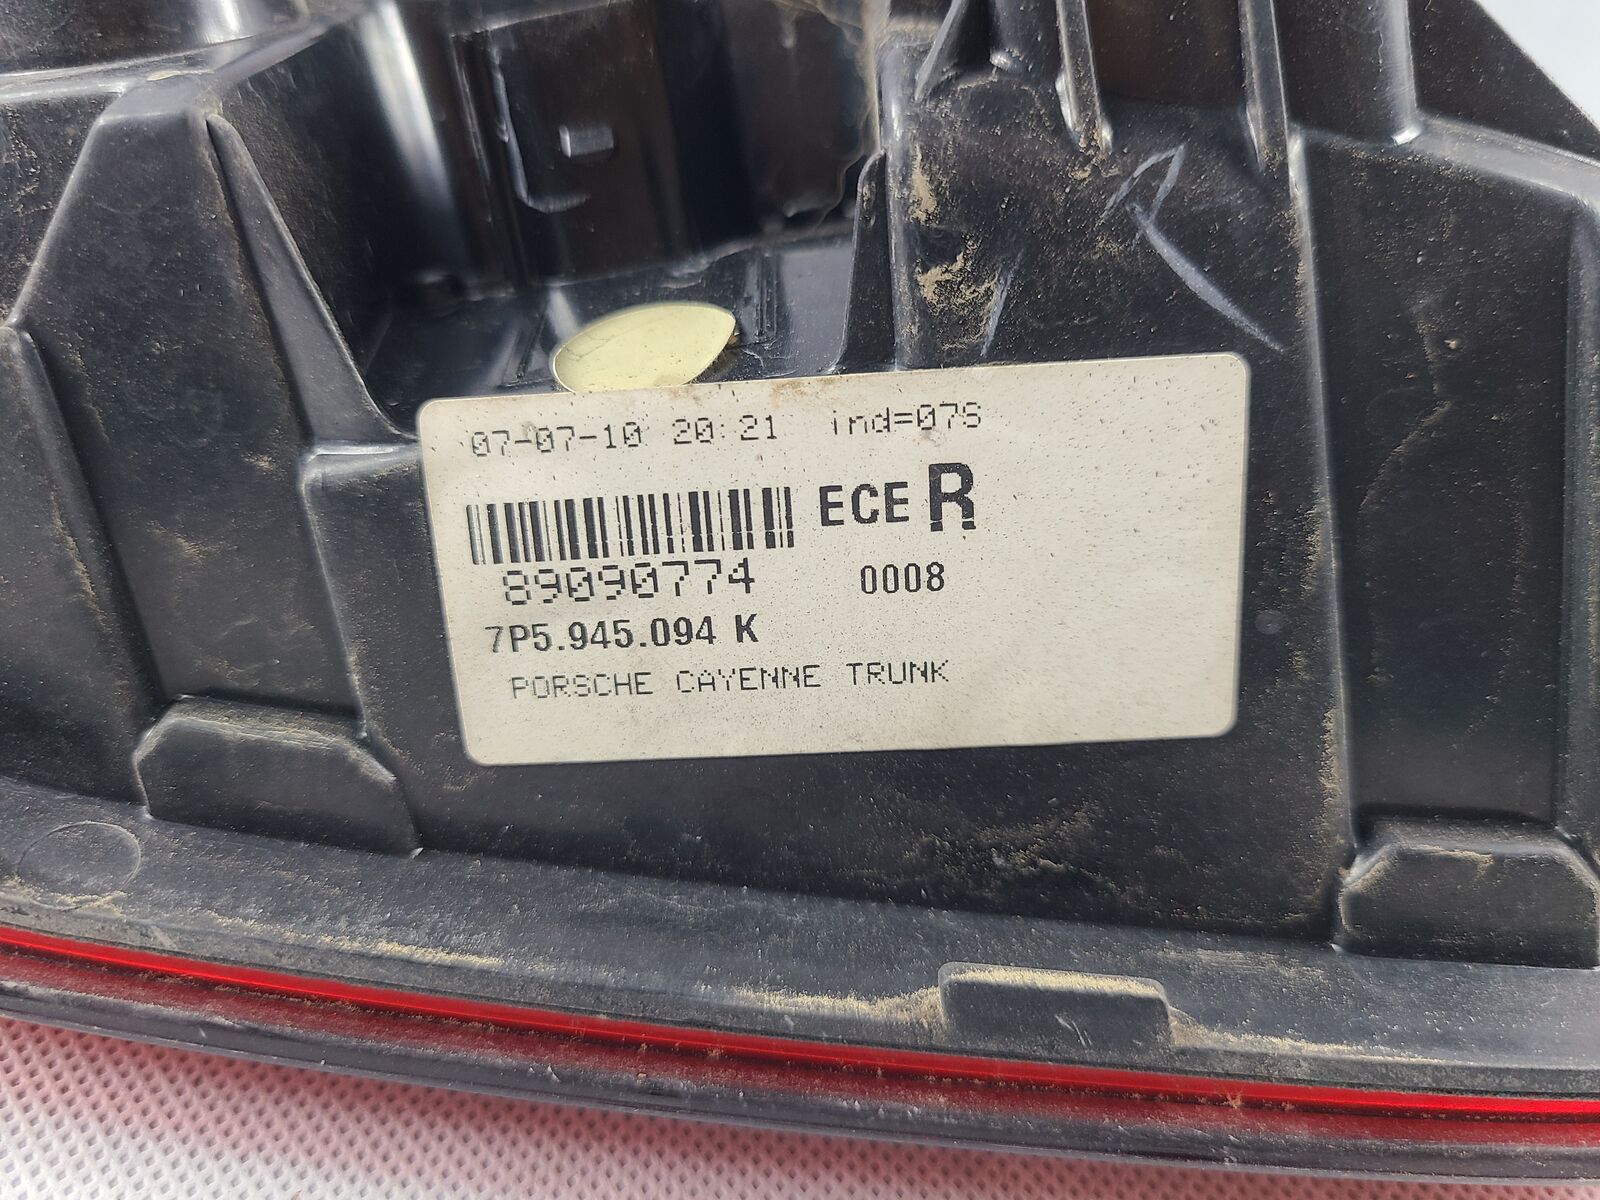 R
07-07-10 20:21 ind=07S
ECE R
89090774 0008
7P5.945.094 K
PORSCHE CAYENNE TRUNK